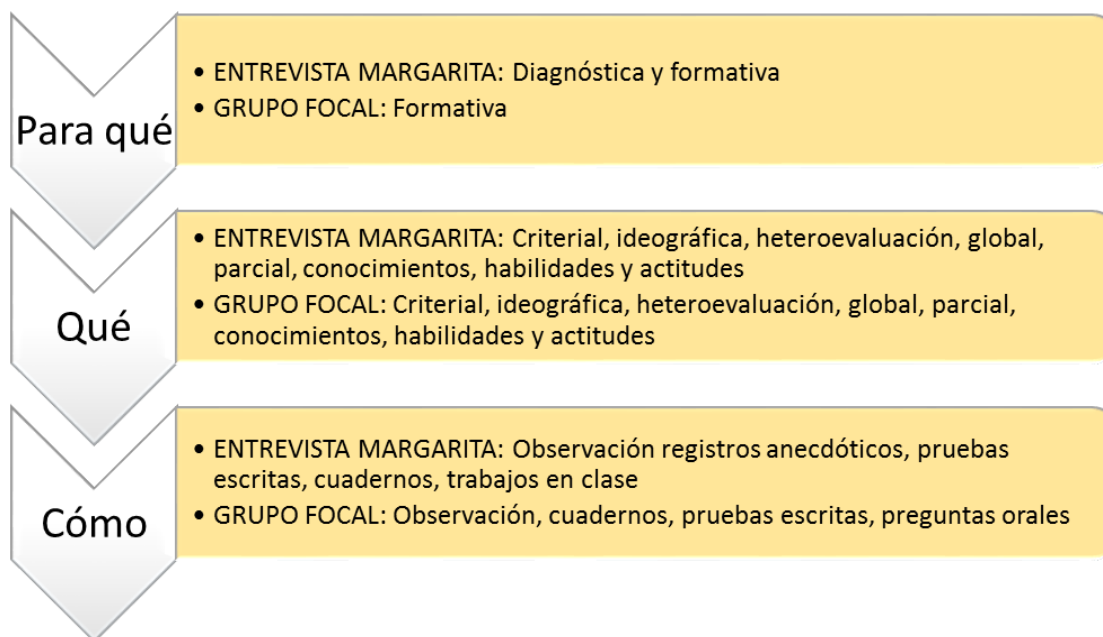 Para qué
• ENTREVISTA MARGARITA: Diagnóstica y formativa
• GRUPO FOCAL: Formativa
Qué
• ENTREVISTA MARGARITA: Criterial, ideográfica, heteroevaluación, global,
parcial, conocimientos, habilidades y actitudes
• GRUPO FOCAL: Criterial, ideográfica, heteroevaluación, global, parcial,
conocimientos, habilidades y actitudes
Cómo
• ENTREVISTA MARGARITA: Observación registros anecdóticos, pruebas
escritas, cuadernos, trabajos en clase
• GRUPO FOCAL: Observación, cuadernos, pruebas escritas, preguntas orales